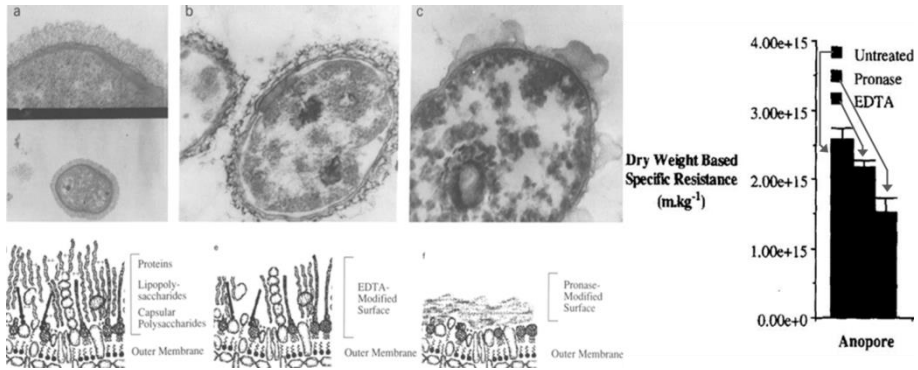 a
b
c
Proteins
Lipopoly-
saccharides
Capsular
Polysaccharides
Outer Membrane
e
EDTA-
Modified
Surface
Outer Membrane
f
Pronase-
Modified
Surface
Outer Membrane
Dry Weight Based
Specific Resistance
(m.kg-1)
4.00e+15
3.00e+15
2.00e+15
1.00e+15
0.00e+0
Untreated
Pronase
EDTA
Anopore